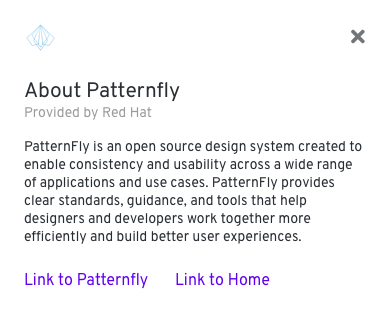 About Patternfly
Provided by Red Hat
PatternFly is an open source design system created to
enable consistency and usability across a wide range
of applications and use cases. PatternFly provides
clear standards, guidance, and tools that help
designers and developers work together more
efficiently and build better user experiences.
Link to Patternfly Link to Home